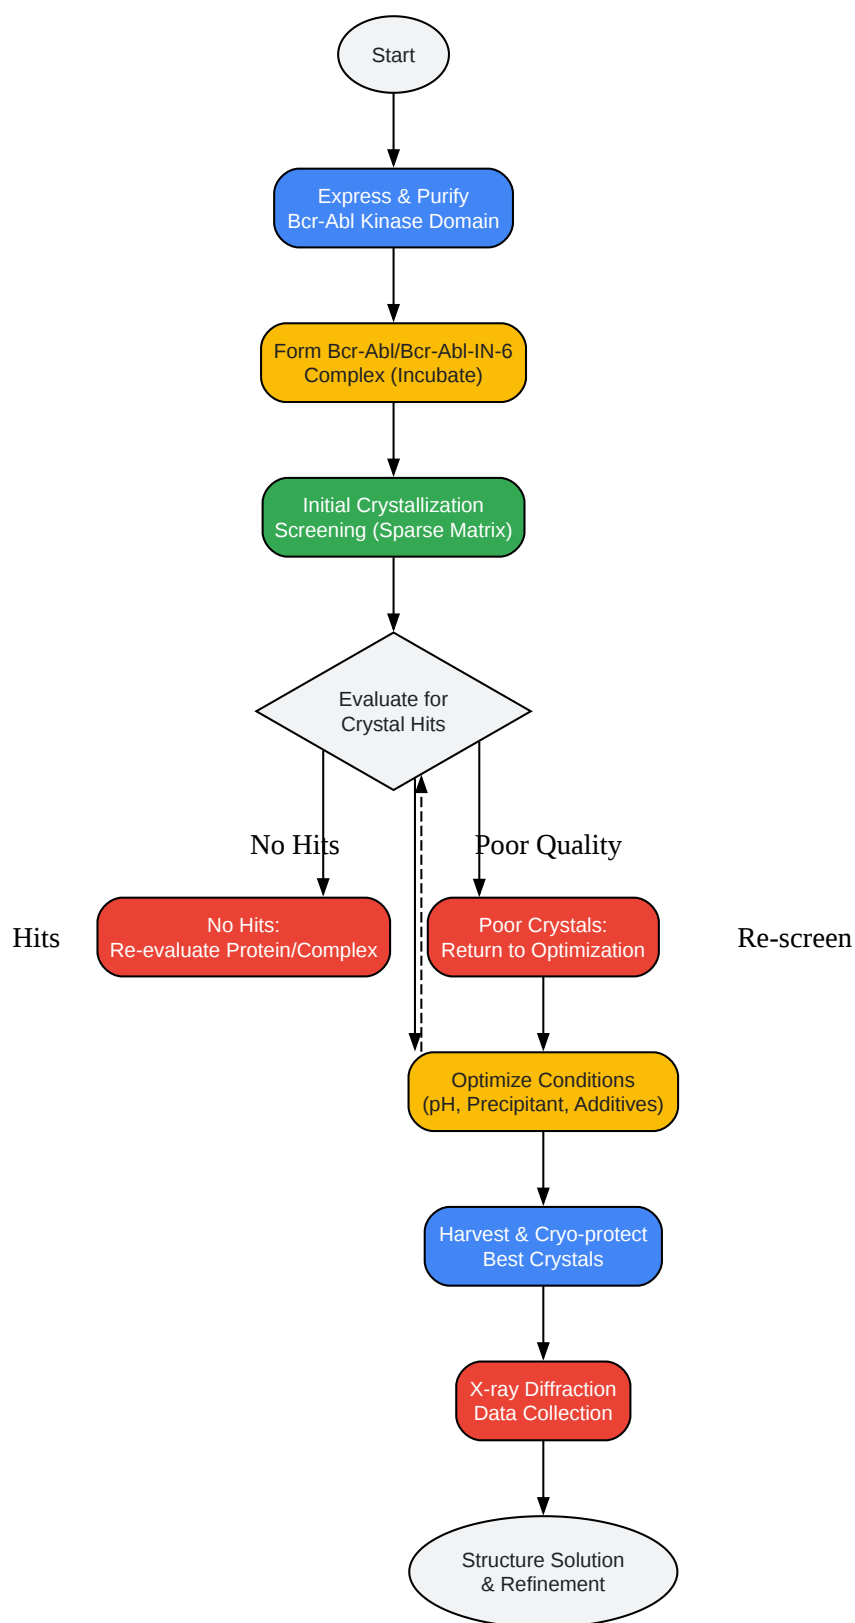 Start
Express & Purify
Bcr-Abl Kinase Domain
Form Bcr-Abl/Bcr-Abl-IN-6
Complex (Incubate)
Initial Crystallization
Screening (Sparse Matrix)
Evaluate for
Crystal Hits
No Hits
Poor Quality
Hits
No Hits:
Re-evaluate Protein/Complex
Poor Crystals:
Return to Optimization
Re-screen
Optimize Conditions
(pH, Precipitant, Additives)
Harvest & Cryo-protect
Best Crystals
X-ray Diffraction
Data Collection
Structure Solution
& Refinement